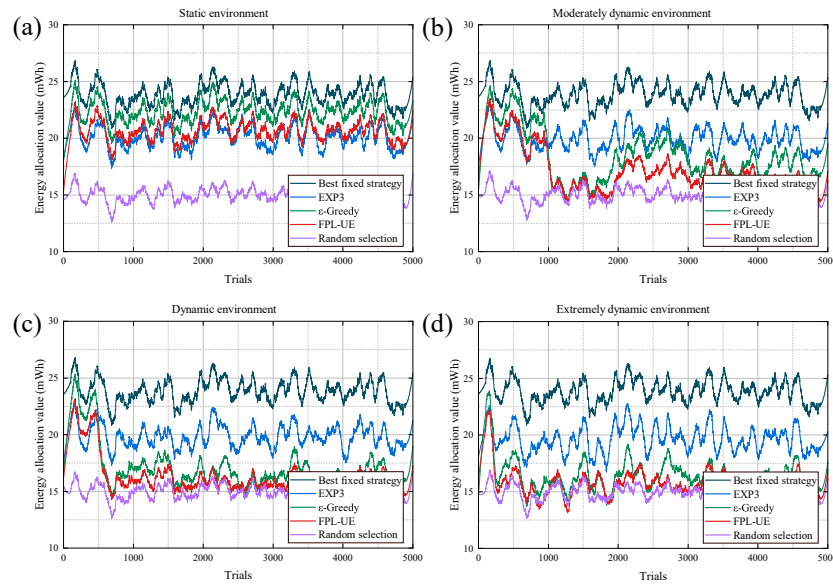 (a)
Static environment
Energy allocation value (mWh)
30
25
20
15
10
0
1000
2000
3000
4000
5000
Trials
Best fixed strategy
EXP3
ε-Greedy
FPL-UE
Random selection
(b)
Moderately dynamic environment
Energy allocation value (mWh)
30
25
20
15
10
0
1000
2000
3000
4000
5000
Trials
Best fixed strategy
EXP3
ε-Greedy
FPL-UE
Random selection
(c)
Dynamic environment
Energy allocation value (mWh)
30
25
20
15
10
0
1000
2000
3000
4000
5000
Trials
Best fixed strategy
EXP3
ε-Greedy
FPL-UE
Random selection
(d)
Extremely dynamic environment
Energy allocation value (mWh)
30
25
20
15
10
0
1000
2000
3000
4000
5000
Trials
Best fixed strategy
EXP3
ε-Greedy
FPL-UE
Random selection